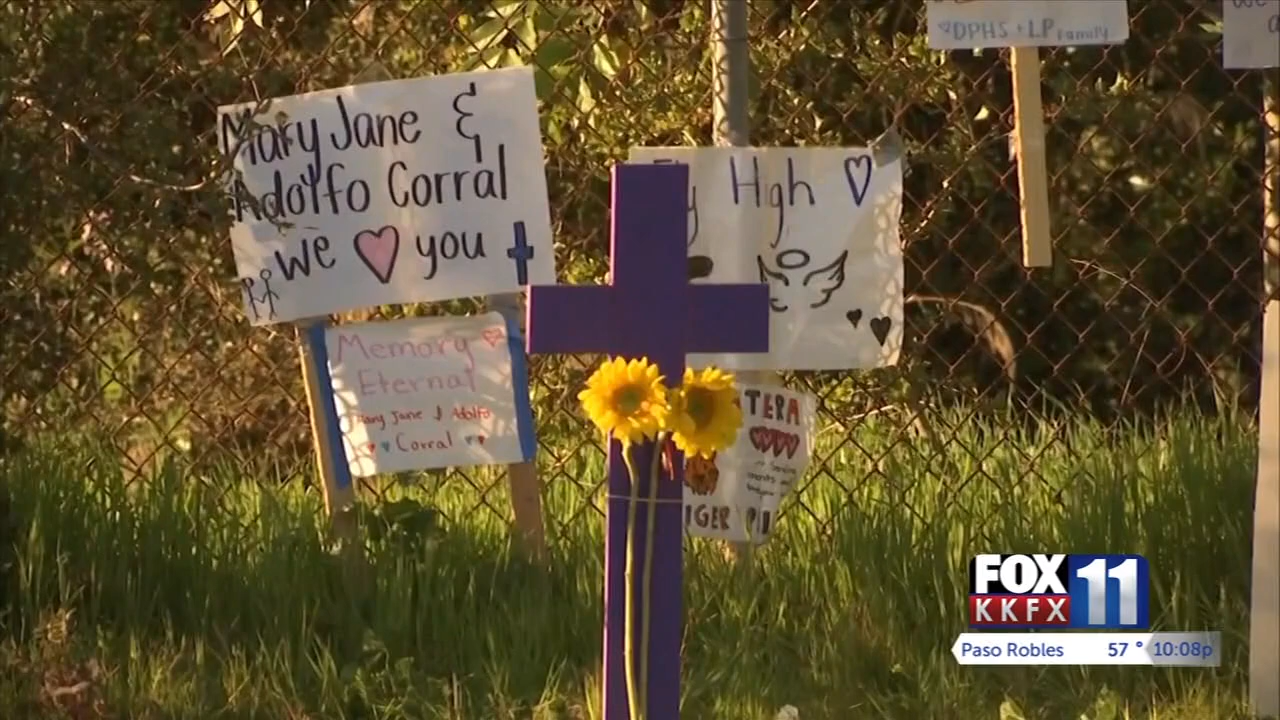 DPHS + LP Family
Mary Jane &
Adolfo Corral
we you
High
Memory
Eternal
Mary Jane & Adolfo
Corral
TERA
IGER
FOX 11
KKFX
Paso Robles 57° 10:08p